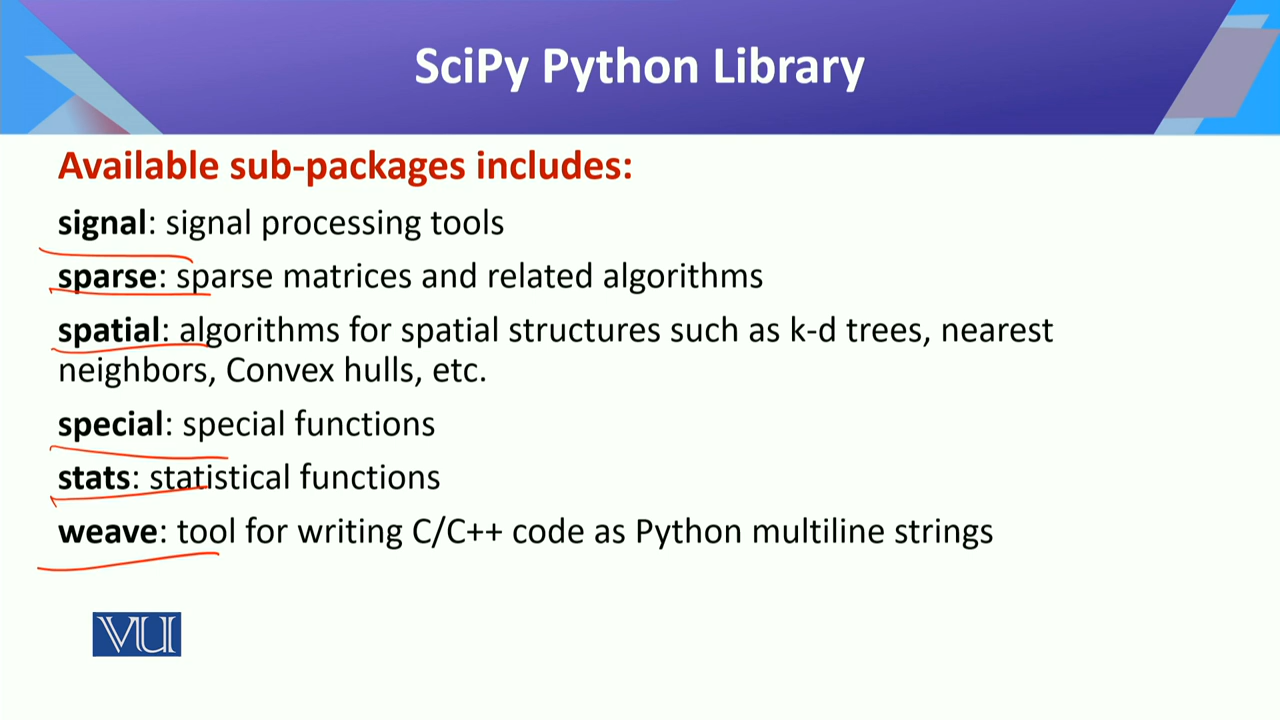 SciPy Python Library
Available sub-packages includes:
signal: signal processing tools
sparse: sparse matrices and related algorithms
spatial: algorithms for spatial structures such as k-d trees, nearest
neighbors, Convex hulls, etc.
special: special functions
stats: statistical functions
weave: tool for writing C/C++ code as Python multiline strings
VU